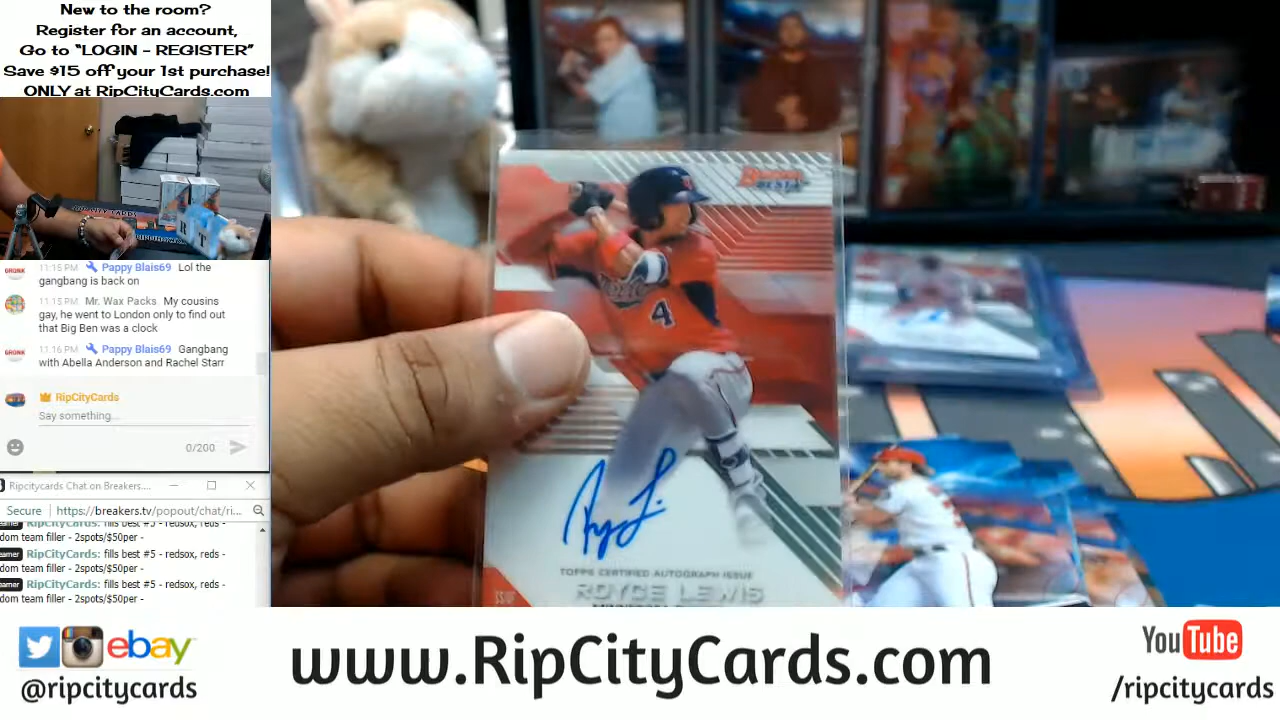 New to the room?
Register for an account,
Go to “LOGIN - REGISTER”
Save $15 off your 1st purchase!
ONLY at RipCityCards.com
11:15 PM Pappy Blais69 Lol the
gangbang is back on
11:15 PM Mr. Wax Packs My cousins
gay, he went to London only to find out
that Big Ben was a clock
11:16 PM Pappy Blais69 Gangbang
with Abella Anderson and Rachel Starr
RipCityCards
Say something...
0/200
Ripcitycards Chat on Breakers....
Secure https://breakers.tv/popout/chat/ri...
RipCityCards: fills best #5 - redsox, reds -
dom team filler - 2spots/$50per -
RipCityCards: fills best #5 - redsox, reds -
dom team filler - 2spots/$50per -
RipCityCards: fills best #5 - redsox, reds -
dom team filler - 2spots/$50per -
BOWMAN'S
BEST
4
TOPPS CERTIFIED AUTOGRAPH ISSUE
ROYCE LEWIS
SS/OF
ebay
@ripcitycards
www.RipCityCards.com
YouTube
/ripcitycards